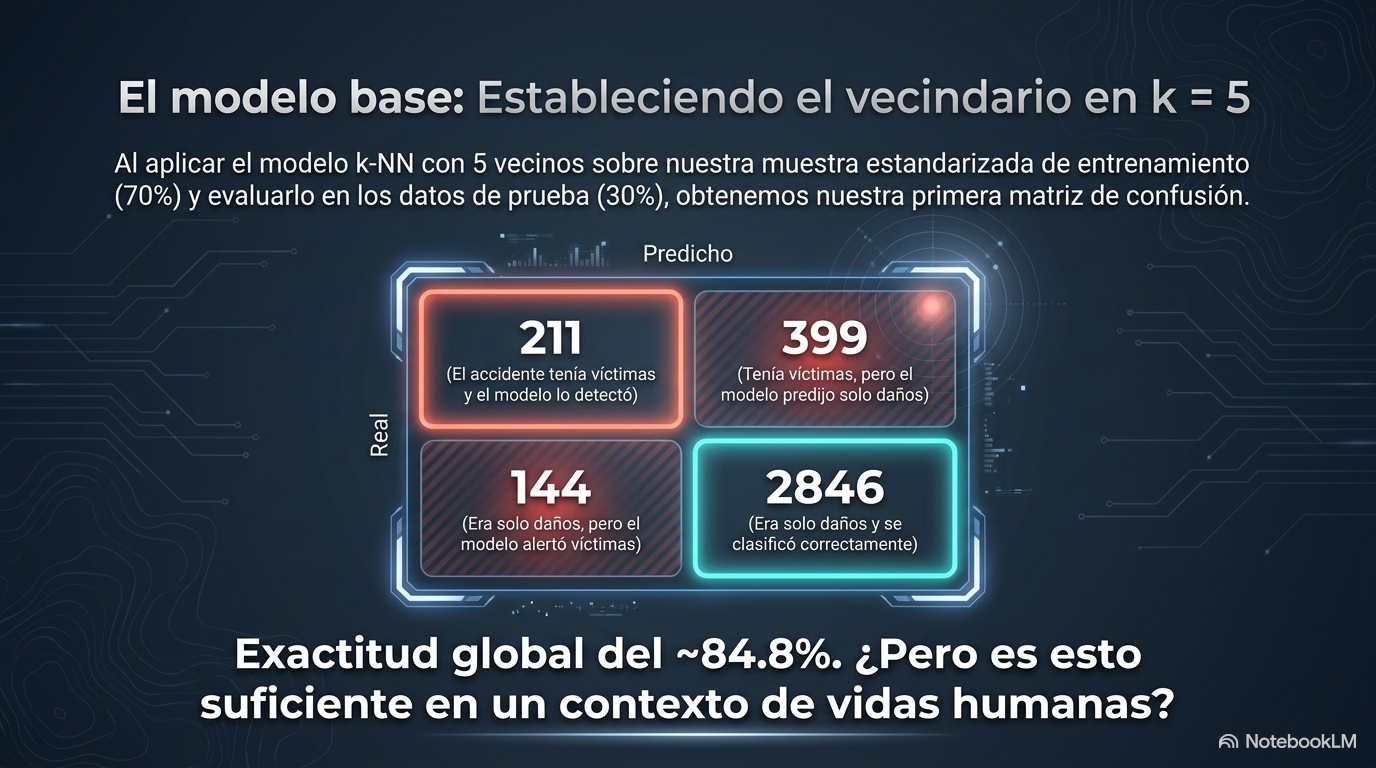 El modelo base: Estableciendo el vecindario en k = 5
Al aplicar el modelo k-NN con 5 vecinos sobre nuestra muestra estandarizada de entrenamiento
(70%) y evaluarlo en los datos de prueba (30%), obtenemos nuestra primera matriz de confusión.
Predicho
Real
211
(El accidente tenía víctimas
y el modelo lo detectó)
399
(Tenía víctimas, pero el
modelo predijo solo daños)
144
(Era solo daños, pero el
modelo alertó víctimas)
2846
(Era solo daños y se
clasificó correctamente)
Exactitud global del ~84.8%. ¿Pero es esto
suficiente en un contexto de vidas humanas?
NotebookLM